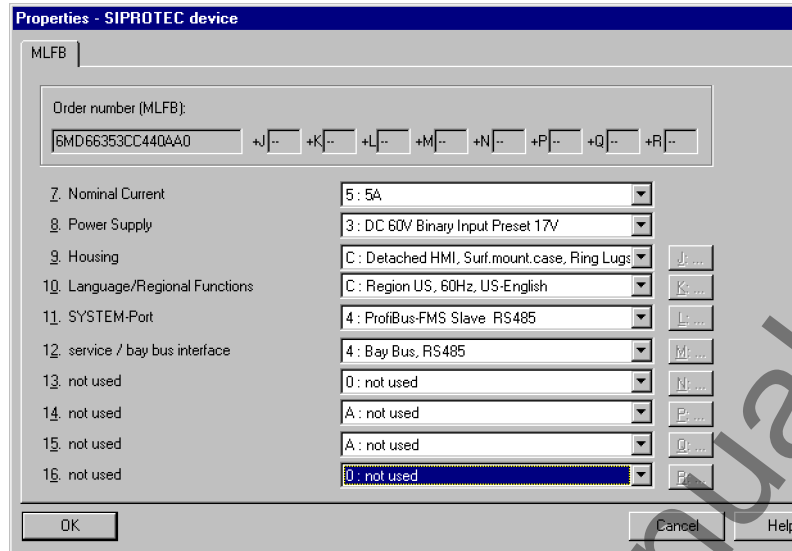 Properties - SIPROTEC device
MLFB
Order number (MLFB):
6MD66353CC440AA0 +J -- +K -- +L -- +M -- +N -- +P -- +Q -- +R --
7. Nominal Current 5 : 5A
8. Power Supply 3 : DC 60V Binary Input Preset 17V
9. Housing C : Detached HMI, Surf.mount.case, Ring Lugs J: ...
10. Language/Regional Functions C : Region US, 60Hz, US-English K: ...
11. SYSTEM-Port 4 : ProfiBus-FMS Slave RS485 L: ...
12. service / bay bus interface 4 : Bay Bus, RS485 M: ...
13. not used 0 : not used N: ...
14. not used A : not used P: ...
15. not used A : not used Q: ...
16. not used 0 : not used R: ...
OK Cancel Help